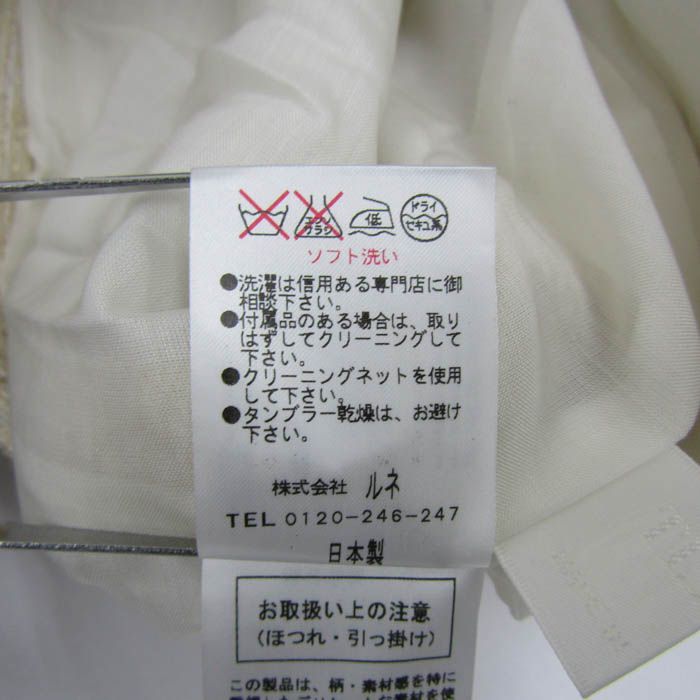 エンソ
サラシ
低
ドライ
セキユ系
ソフト洗い
●洗濯は信用ある専門店に御
相談下さい。
●付属品のある場合は、取り
はずしてクリーニングして
下さい。
●クリーニングネットを使用
して下さい。
●タンブラー乾燥は、お避け
下さい。
株式会社 ルネ
TEL 0120-246-247
日本製
お取扱い上の注意
(ほつれ・引っ掛け)
この製品は、柄・素材感を特に